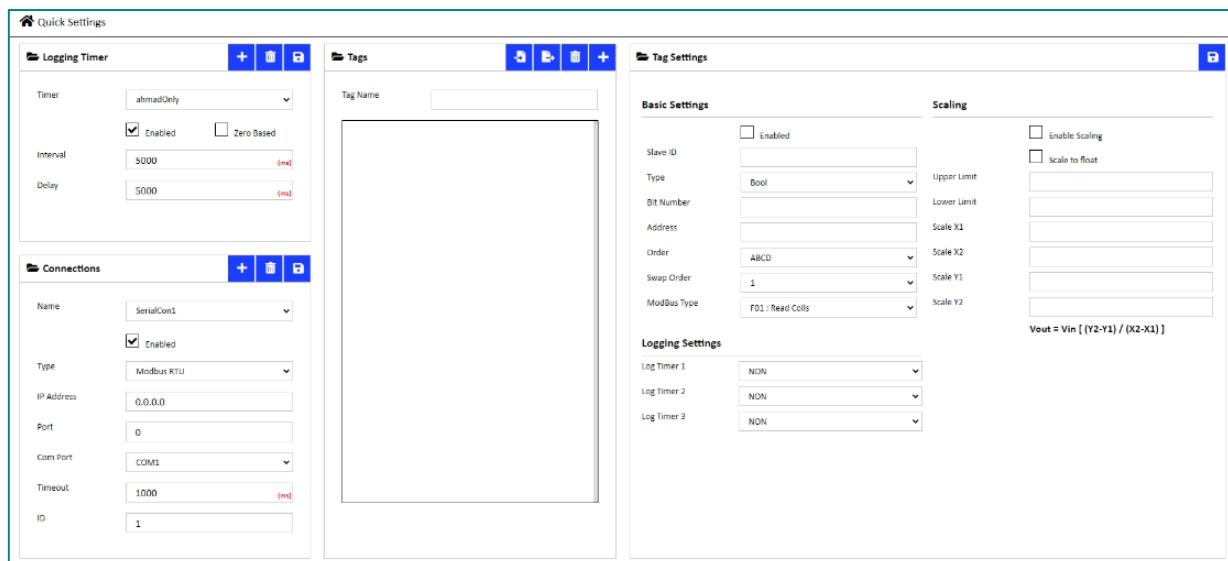 Quick Settings
Logging Timer
Timer
ahmadOnly
Enabled
Zero Based
Interval
5000
(ms)
Delay
5000
(ms)
Connections
Name
SerialCon1
Enabled
Type
Modbus RTU
IP Address
0.0.0.0
Port
0
Com Port
COM1
Timeout
1000
(ms)
ID
1
Tags
Tag Name
Tag Settings
Basic Settings
Enabled
Slave ID
Type
Bool
Bit Number
Address
Order
ABCD
Swap Order
1
ModBus Type
F01 : Read Coils
Logging Settings
Log Timer 1
NON
Log Timer 2
NON
Log Timer 3
NON
Scaling
Enable Scaling
Scale to float
Upper Limit
Lower Limit
Scale X1
Scale X2
Scale Y1
Scale Y2
Vout = Vin [ (Y2-Y1) / (X2-X1) ]